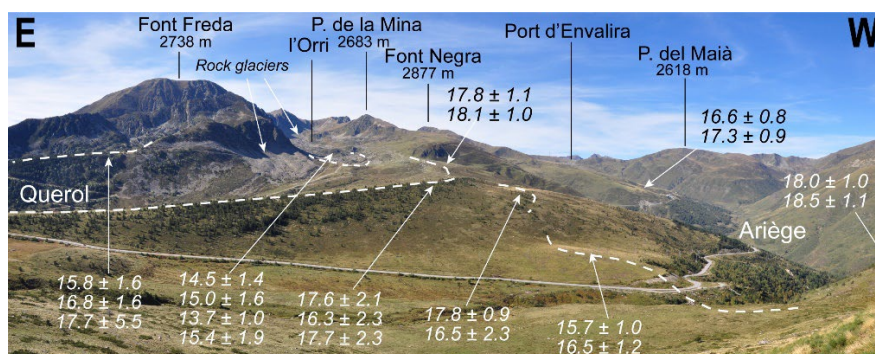 E
W
Font Freda
2738 m
Rock glaciers
l'Orri
P. de la Mina
2683 m
Font Negra
2877 m
Port d'Envalira
P. del Maià
2618 m
17.8 ± 1.1
18.1 ± 1.0
16.6 ± 0.8
17.3 ± 0.9
18.0 ± 1.0
18.5 ± 1.1
Querol
Ariège
15.8 ± 1.6
16.8 ± 1.6
17.7 ± 5.5
14.5 ± 1.4
15.0 ± 1.6
13.7 ± 1.0
15.4 ± 1.9
17.6 ± 2.1
16.3 ± 2.3
17.7 ± 2.3
17.8 ± 0.9
16.5 ± 2.3
15.7 ± 1.0
16.5 ± 1.2